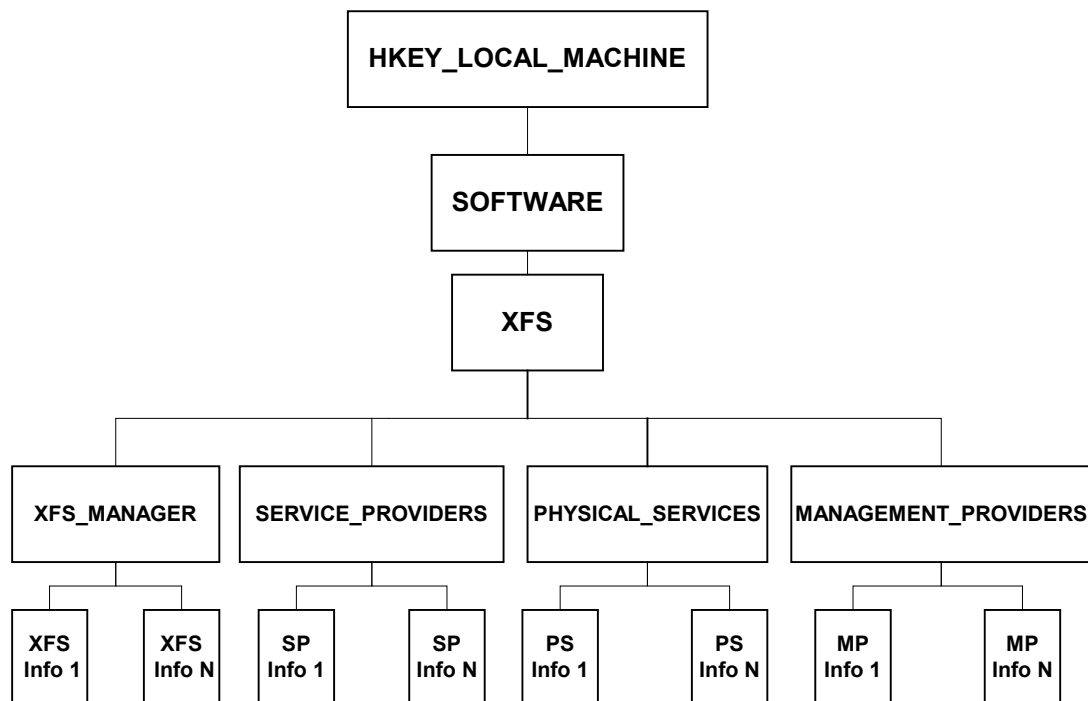 HKEY_LOCAL_MACHINE
SOFTWARE
XFS
XFS_MANAGER
SERVICE_PROVIDERS
PHYSICAL_SERVICES
MANAGEMENT_PROVIDERS
XFS
Info 1
XFS
Info N
SP
Info 1
SP
Info N
PS
Info 1
PS
Info N
MP
Info 1
MP
Info N